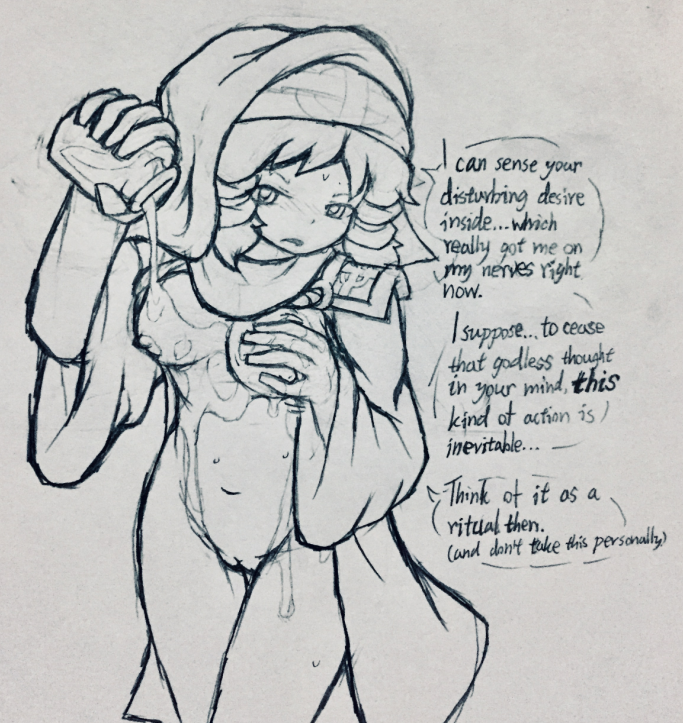 I can sense your
disturbing desire
inside...which
really got me on
my nerves right
now.
I suppose... to cease
that godless thought
in your mind, this
kind of action is
inevitable...
Think of it as a
ritual then.
(and don't take this personally)